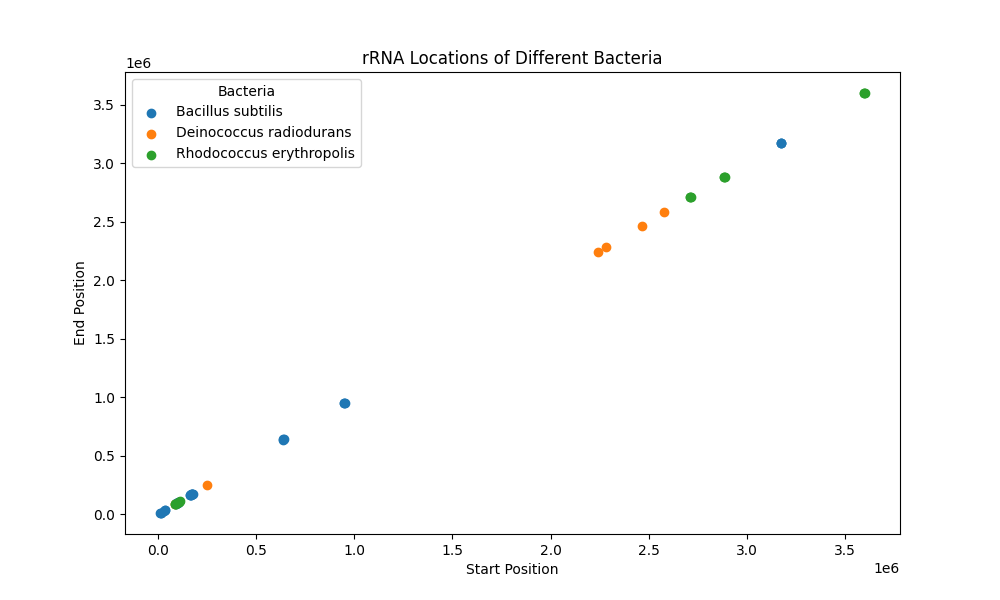 rRNA Locations of Different Bacteria
1e6
Bacteria
Bacillus subtilis
Deinococcus radiodurans
Rhodococcus erythropolis
3.5
3.0
2.5
2.0
1.5
1.0
0.5
0.0
End Position
0.0 0.5 1.0 1.5 2.0 2.5 3.0 3.5
Start Position
1e6